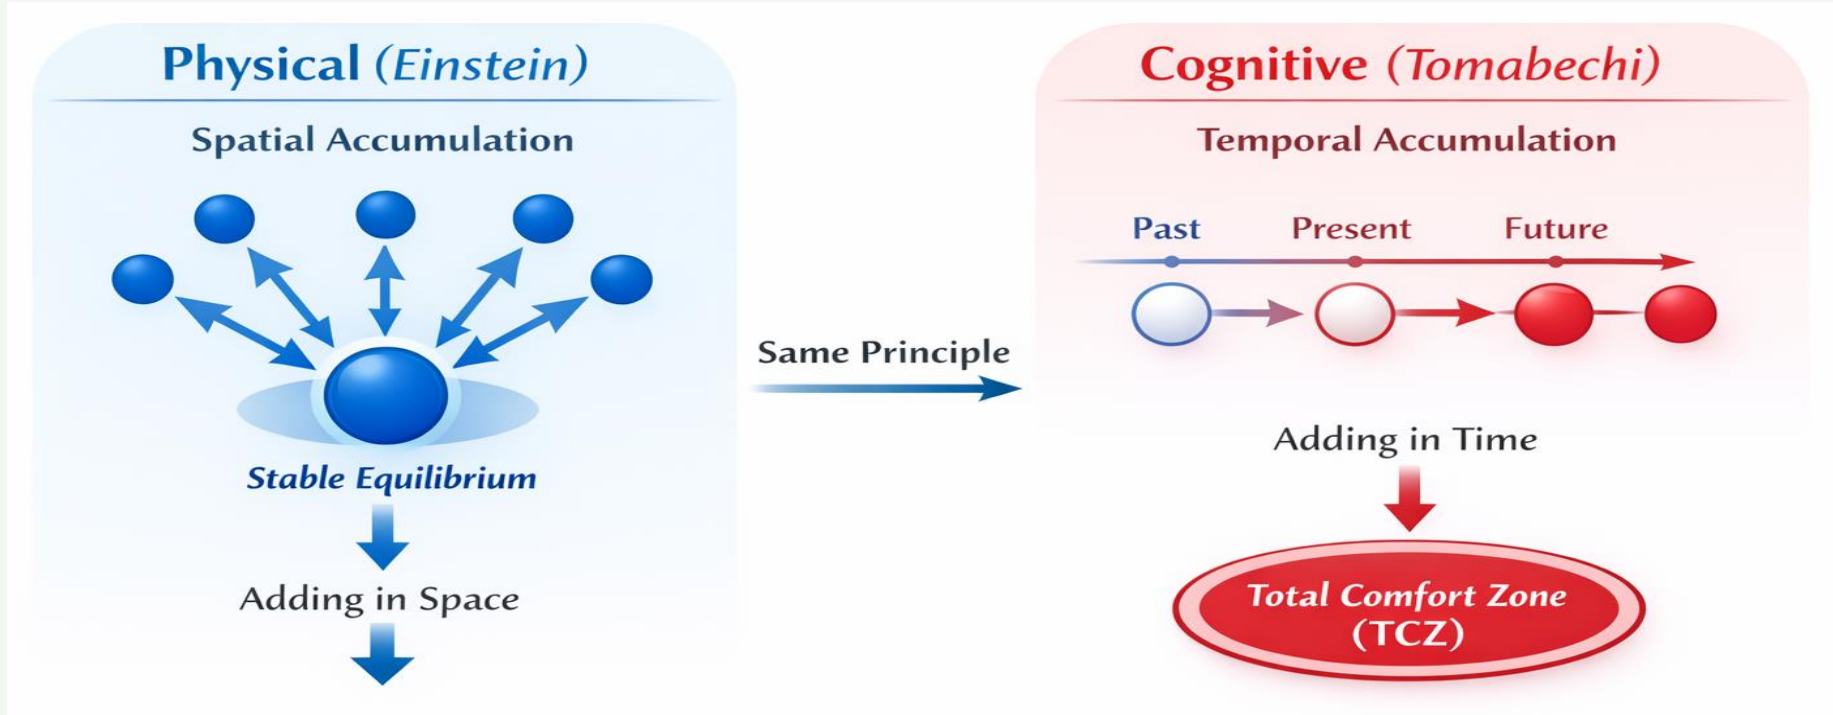 Physical (Einstein)
Spatial Accumulation
Stable Equilibrium
Adding in Space
Same Principle
Cognitive (Tomabechi)
Temporal Accumulation
Past Present Future
Adding in Time
Total Comfort Zone
(TCZ)